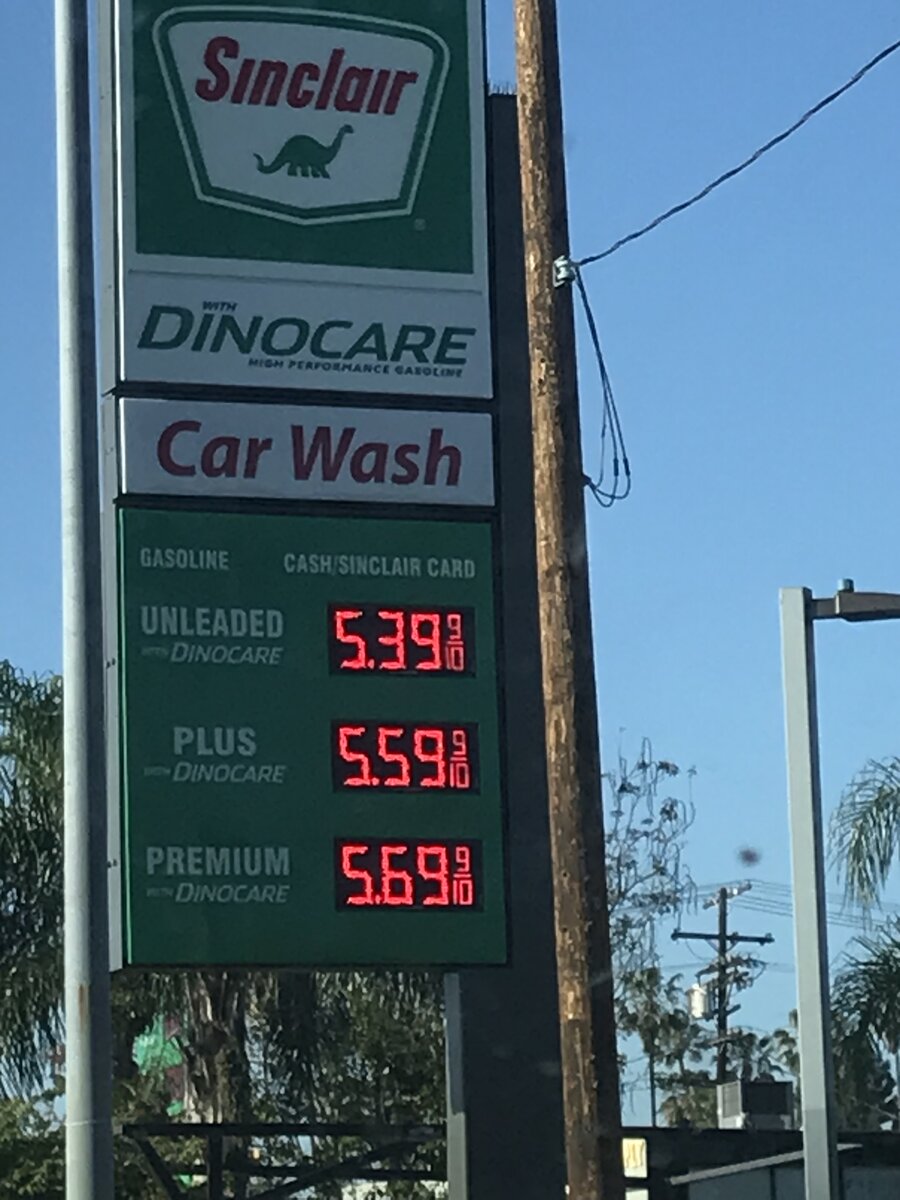 Sinclair
WITH
DINOCARE
HIGH PERFORMANCE GASOLINE
Car Wash
GASOLINE CASH/SINCLAIR CARD
UNLEADED 5.39 9/10
WITH DINOCARE
PLUS 5.59 9/10
WITH DINOCARE
PREMIUM 5.69 9/10
WITH DINOCARE